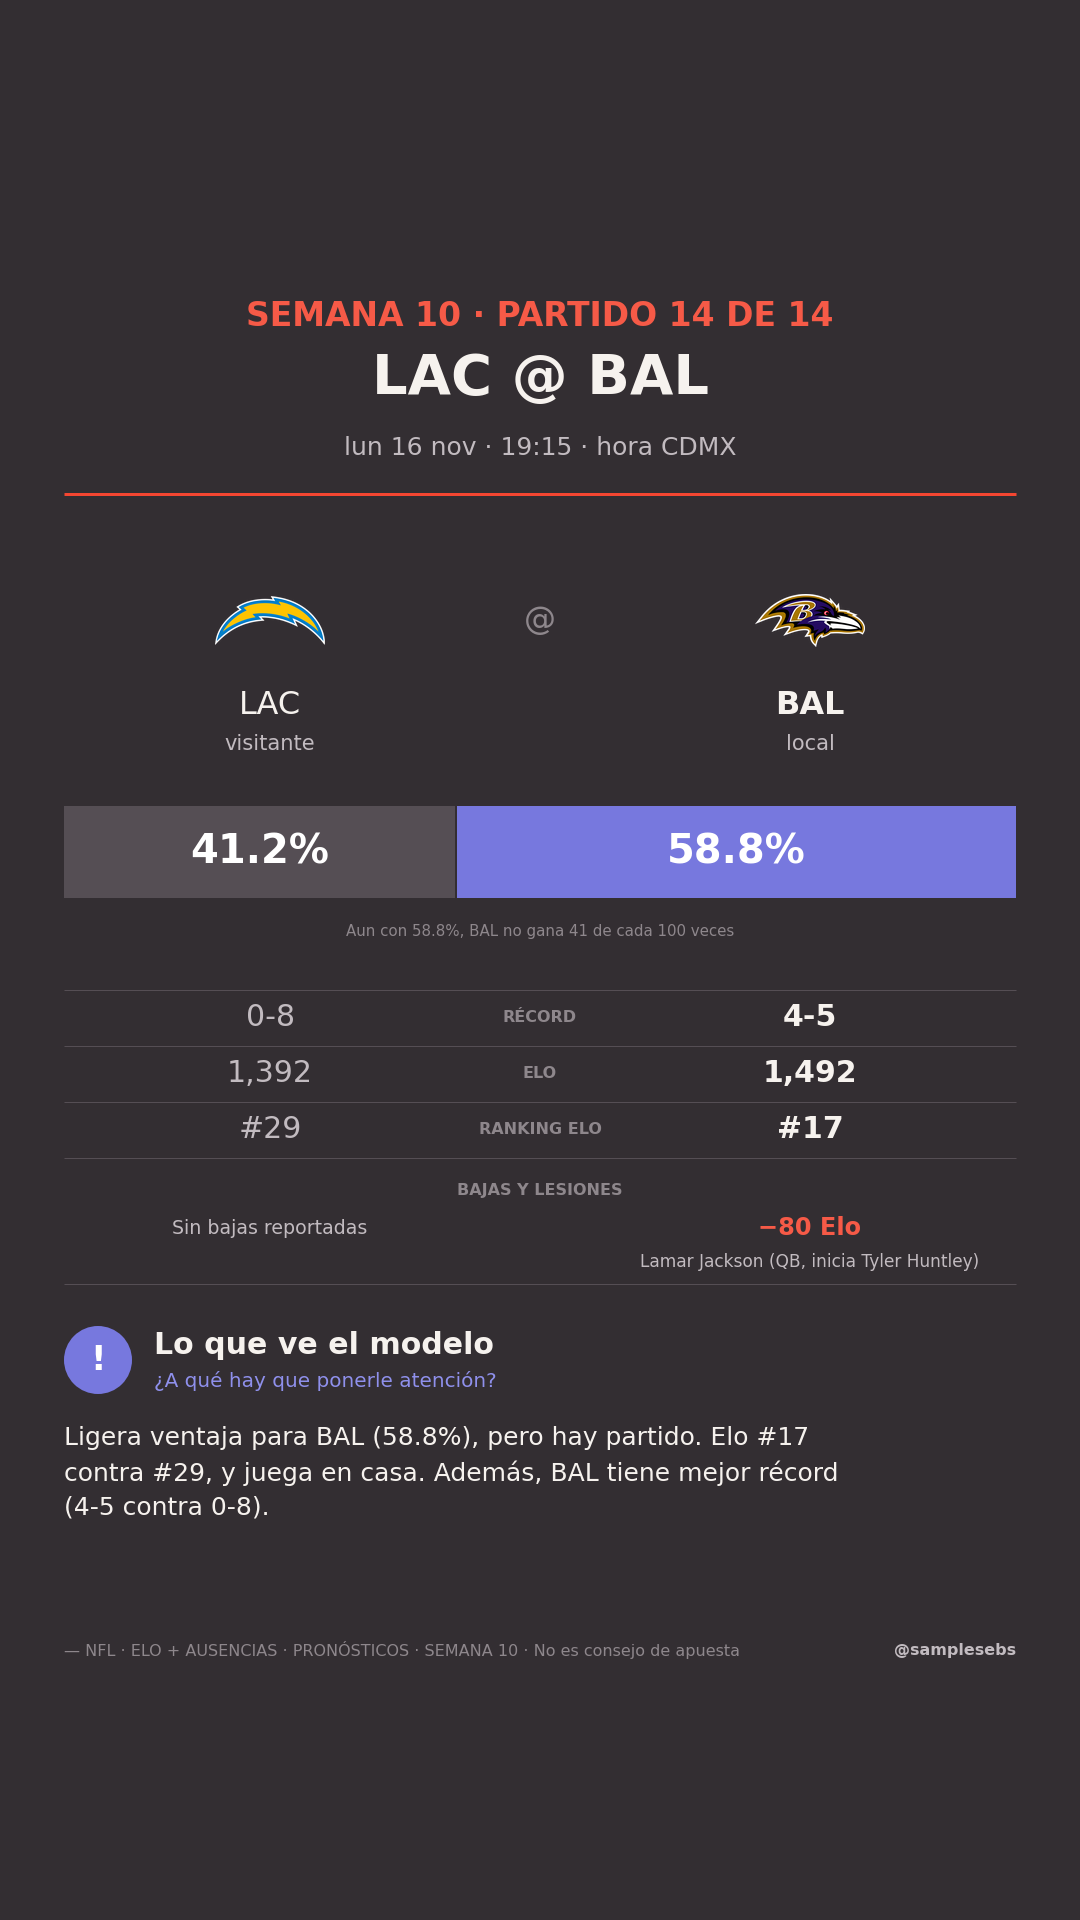 SEMANA 10 · PARTIDO 14 DE 14
LAC @ BAL
lun 16 nov · 19:15 · hora CDMX
@
B
LAC
BAL
visitante
local
41.2%
58.8%
Aun con 58.8%, BAL no gana 41 de cada 100 veces
0-8 RÉCORD 4-5
1,392 ELO 1,492
#29 RANKING ELO #17
BAJAS Y LESIONES
Sin bajas reportadas
−80 Elo
Lamar Jackson (QB, inicia Tyler Huntley)
!
Lo que ve el modelo
¿A qué hay que ponerle atención?
Ligera ventaja para BAL (58.8%), pero hay partido. Elo #17
contra #29, y juega en casa. Además, BAL tiene mejor récord
(4-5 contra 0-8).
— NFL · ELO + AUSENCIAS · PRONÓSTICOS · SEMANA 10 · No es consejo de apuesta
@samplesebs